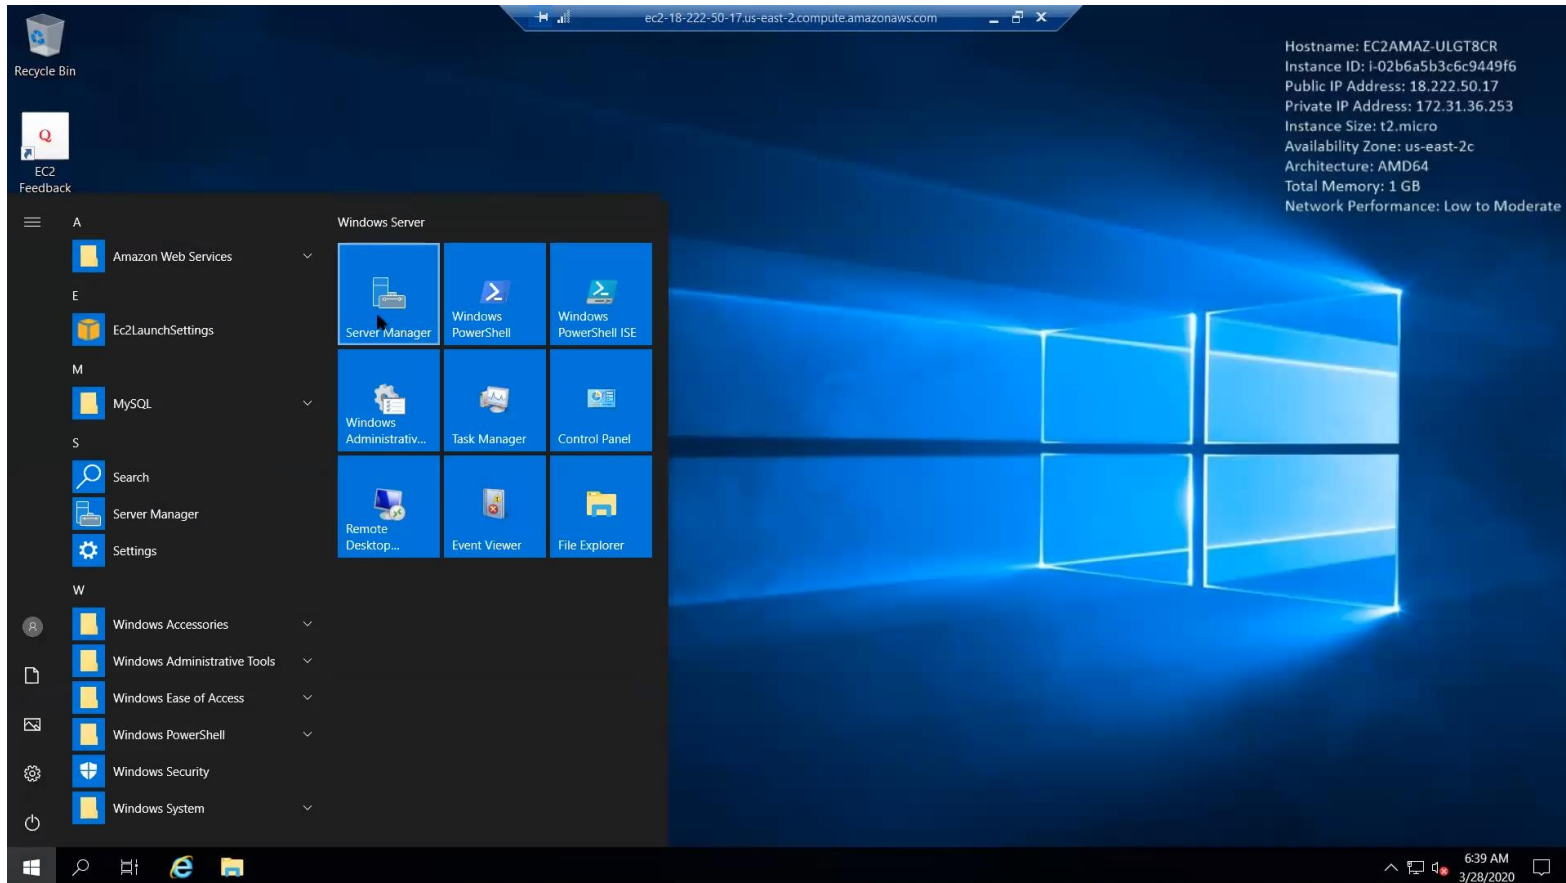 ec2-18-222-50-17.us-east-2.compute.amazonaws.com
Recycle Bin
Q
EC2
Feedback
Hostname: EC2AMAZ-ULGT8CR
Instance ID: i-02b6a5b3c6c9449f6
Public IP Address: 18.222.50.17
Private IP Address: 172.31.36.253
Instance Size: t2.micro
Availability Zone: us-east-2c
Architecture: AMD64
Total Memory: 1 GB
Network Performance: Low to Moderate
A
Amazon Web Services
E
Ec2LaunchSettings
M
MySQL
S
Search
Server Manager
Settings
W
Windows Accessories
Windows Administrative Tools
Windows Ease of Access
Windows PowerShell
Windows Security
Windows System
Windows Server
Server Manager
Windows
PowerShell
Windows
PowerShell ISE
Windows
Administrativ...
Task Manager
Control Panel
Remote
Desktop...
Event Viewer
File Explorer
6:39 AM
3/28/2020